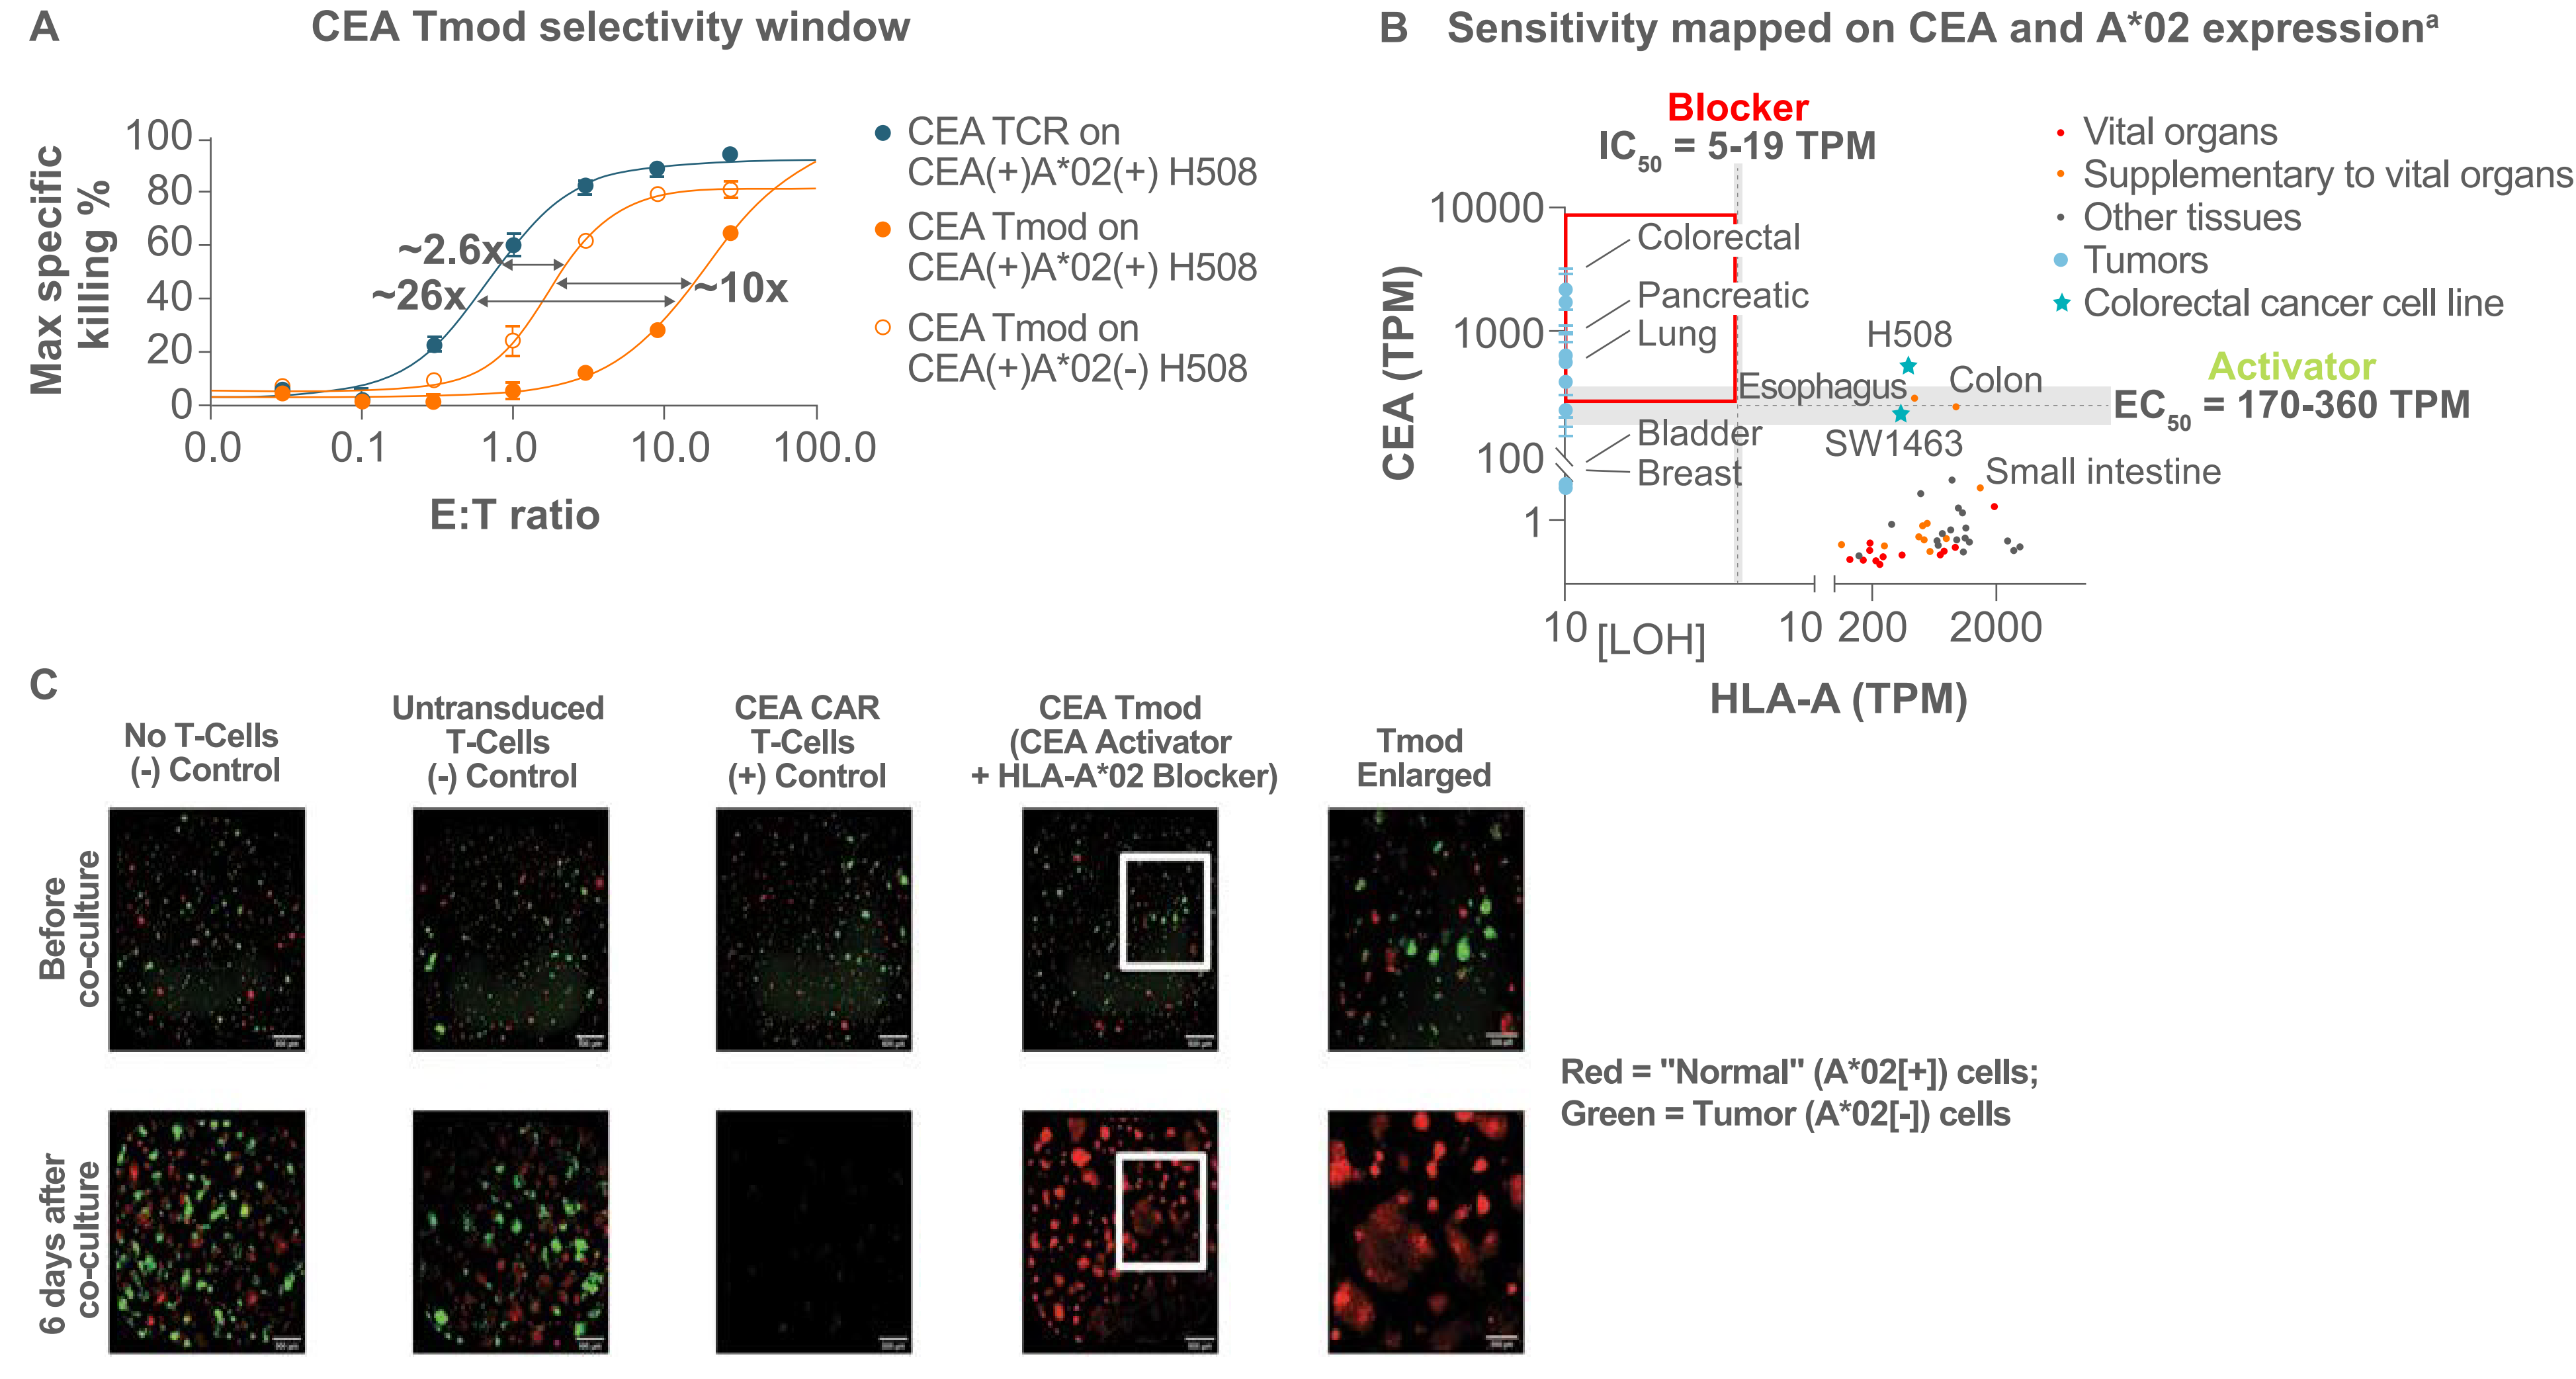 A
CEA Tmod selectivity window
Max specific
killing %
100
80
60
40
20
0
0.0
0.1
1.0
10.0
100.0
E:T ratio
~2.6x
~26x
~10x
CEA TCR on
CEA(+)A*02(+) H508
CEA Tmod on
CEA(+)A*02(+) H508
CEA Tmod on
CEA(+)A*02(-) H508
B
Sensitivity mapped on CEA and A*02 expressionᵃ
Blocker
IC₅₀ = 5-19 TPM
Vital organs
Supplementary to vital organs
Other tissues
Tumors
Colorectal cancer cell line
CEA (TPM)
10000
1000
100
1
Colorectal
Pancreatic
Lung
Bladder
Breast
H508
Esophagus
Colon
SW1463
Small intestine
Activator
EC₅₀ = 170-360 TPM
10
[LOH]
10
200
2000
HLA-A (TPM)
C
No T-Cells
(-) Control
Untransduced
T-Cells
(-) Control
CEA CAR
T-Cells
(+) Control
CEA Tmod
(CEA Activator
+ HLA-A*02 Blocker)
Tmod
Enlarged
Before
co-culture
6 days after
co-culture
Red = "Normal" (A*02[+]) cells;
Green = Tumor (A*02[-]) cells